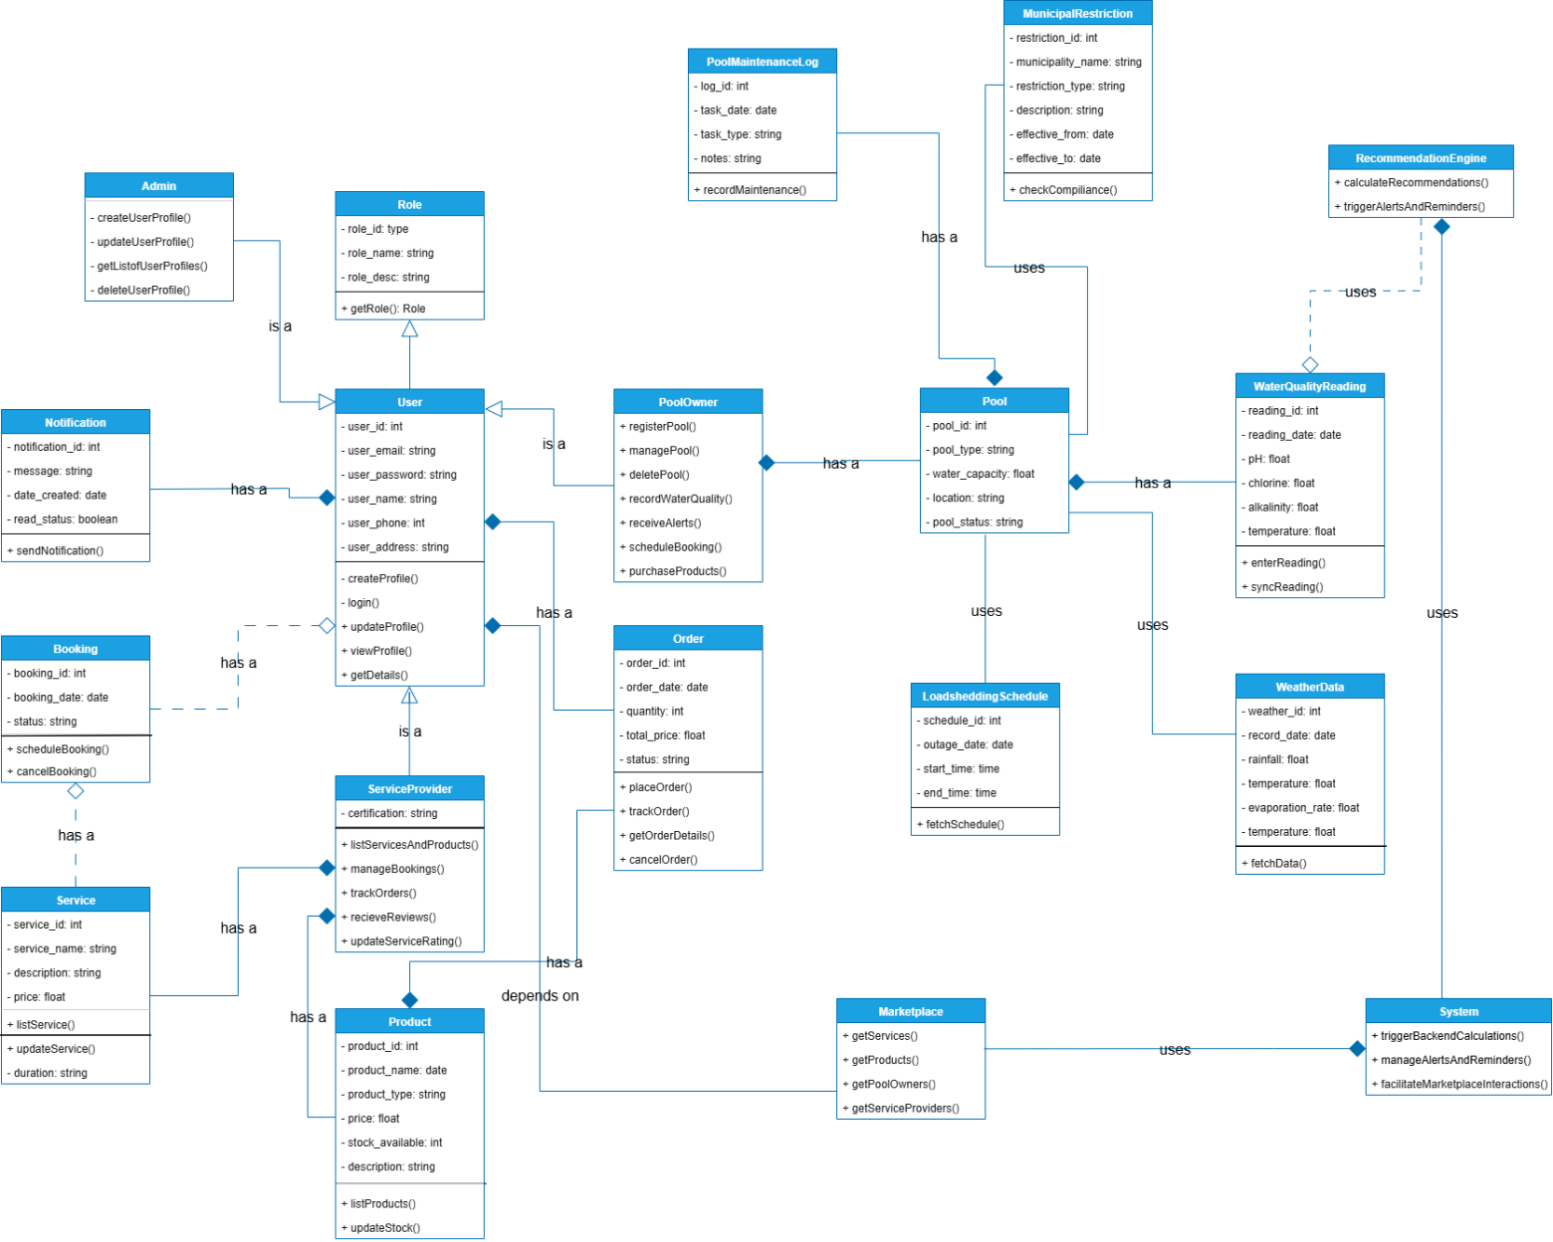 MunicipalRestriction
- restriction_id: int
- municipality_name: string
- restriction_type: string
- description: string
- effective_from: date
- effective_to: date
+ checkCompliance()
PoolMaintenanceLog
- log_id: int
- task_date: date
- task_type: string
- notes: string
+ recordMaintenance()
RecommendationEngine
+ calculateRecommendations()
+ triggerAlertsAndReminders()
Admin
- createUserProfile()
- updateUserProfile()
- getListofUserProfiles()
- deleteUserProfile()
Role
- role_id: type
- role_name: string
- role_desc: string
+ getRole(): Role
has a
uses
uses
is a
User
- user_id: int
- user_email: string
- user_password: string
- user_name: string
- user_phone: int
- user_address: string
- createProfile()
- login()
+ updateProfile()
+ viewProfile()
+ getDetails()
PoolOwner
+ registerPool()
+ managePool()
+ deletePool()
+ recordWaterQuality()
+ receiveAlerts()
+ scheduleBooking()
+ purchaseProducts()
Pool
- pool_id: int
- pool_type: string
- water_capacity: float
- location: string
- pool_status: string
WaterQualityReading
- reading_id: int
- reading_date: date
- pH: float
- chlorine: float
- alkalinity: float
- temperature: float
+ enterReading()
+ syncReading()
Notification
- notification_id: int
- message: string
- date_created: date
- read_status: boolean
+ sendNotification()
has a
is a
has a
has a
has a
uses
uses
uses
Booking
- booking_id: int
- booking_date: date
- status: string
+ scheduleBooking()
+ cancelBooking()
has a
Order
- order_id: int
- order_date: date
- quantity: int
- total_price: float
- status: string
+ placeOrder()
+ trackOrder()
+ getOrderDetails()
+ cancelOrder()
LoadsheddingSchedule
- schedule_id: int
- outage_date: date
- start_time: time
- end_time: time
+ fetchSchedule()
WeatherData
- weather_id: int
- record_date: date
- rainfall: float
- temperature: float
- evaporation_rate: float
- temperature: float
+ fetchData()
is a
ServiceProvider
- certification: string
+ listServicesAndProducts()
+ manageBookings()
+ trackOrders()
+ recieveReviews()
+ updateServiceRating()
has a
Service
- service_id: int
- service_name: string
- description: string
- price: float
+ listService()
+ updateService()
- duration: string
has a
has a
depends on
has a
Product
- product_id: int
- product_name: date
- product_type: string
- price: float
- stock_available: int
- description: string
+ listProducts()
+ updateStock()
Marketplace
+ getServices()
+ getProducts()
+ getPoolOwners()
+ getServiceProviders()
uses
System
+ triggerBackendCalculations()
+ manageAlertsAndReminders()
+ facilitateMarketplaceInteractions()